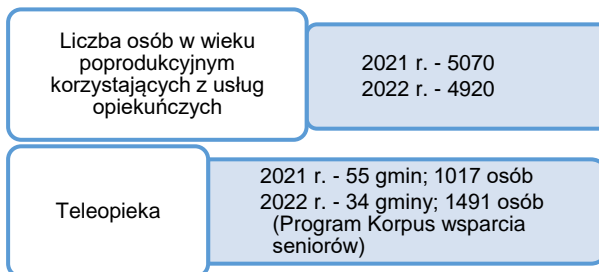 Liczba osób w wieku
poprodukcyjnym
korzystających z usług
opiekuńczych
2021 r. - 5070
2022 r. - 4920
Teleopieka
2021 r. - 55 gmin; 1017 osób
2022 r. - 34 gminy; 1491 osób
(Program Korpus wsparcia
seniorów)